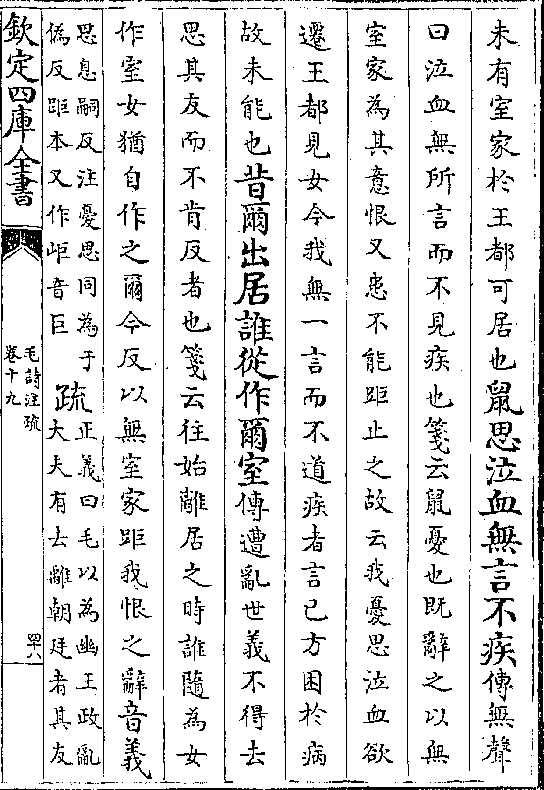 未有室家於王都可居也鼠思泣血無言不疾傳無聲
曰泣血無所言而不見疾也箋云鼠憂也既辭之以無
室家為其意恨又患不能距止之故云我憂思泣血欲
遷王都見女今我無一言而不道疾者言己方困於病
故未能也昔爾出居誰從作爾室傳遭亂世義不得去
思其友而不肯反者也箋云往始離居之時誰隨為女
作室女猶自作之爾今反以無室家距我恨之辭音義
思息嗣反注憂思同為于
偽反距本又作岠音巨
疏
正義曰毛以為幽王政亂
大夫有去離朝廷者其友
欽定四庫全書
毛詩注疏
卷十九
四十八